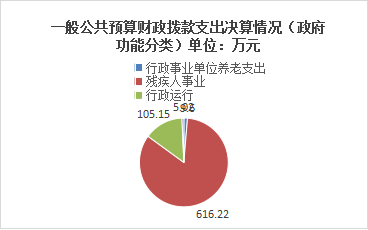 一般公共预算财政拨款支出决算情况（政府
功能分类）单位：万元
行政事业单位养老支出
残疾人事业
行政运行
105.15
616.22